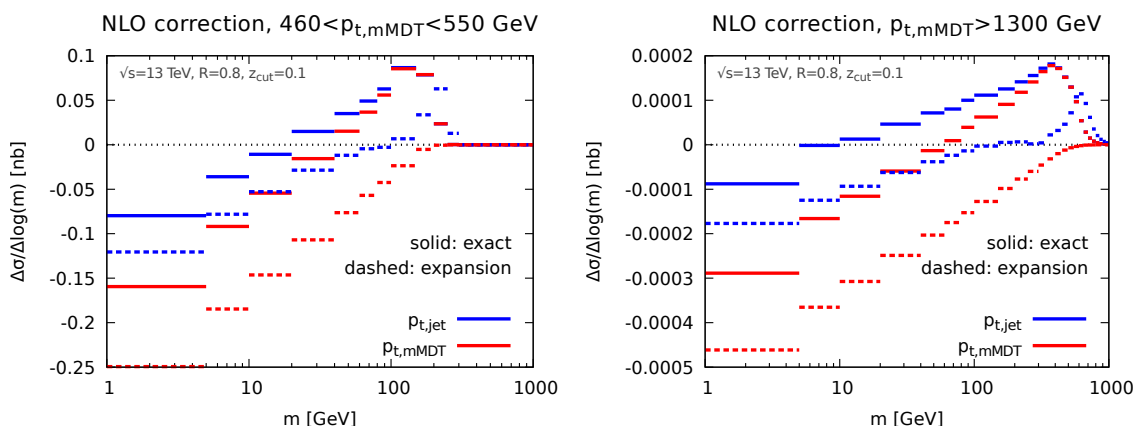 NLO correction, 460<p_t,mMDT<550 GeV
√s=13 TeV, R=0.8, z_cut=0.1
Δσ/Δlog(m) [nb]
0.1
0.05
0
-0.05
-0.1
-0.15
-0.2
-0.25
solid: exact
dashed: expansion
p_t,jet
p_t,mMDT
1 10 100 1000
m [GeV]
NLO correction, p_t,mMDT>1300 GeV
√s=13 TeV, R=0.8, z_cut=0.1
Δσ/Δlog(m) [nb]
0.0002
0.0001
0
-0.0001
-0.0002
-0.0003
-0.0004
-0.0005
solid: exact
dashed: expansion
p_t,jet
p_t,mMDT
1 10 100 1000
m [GeV]